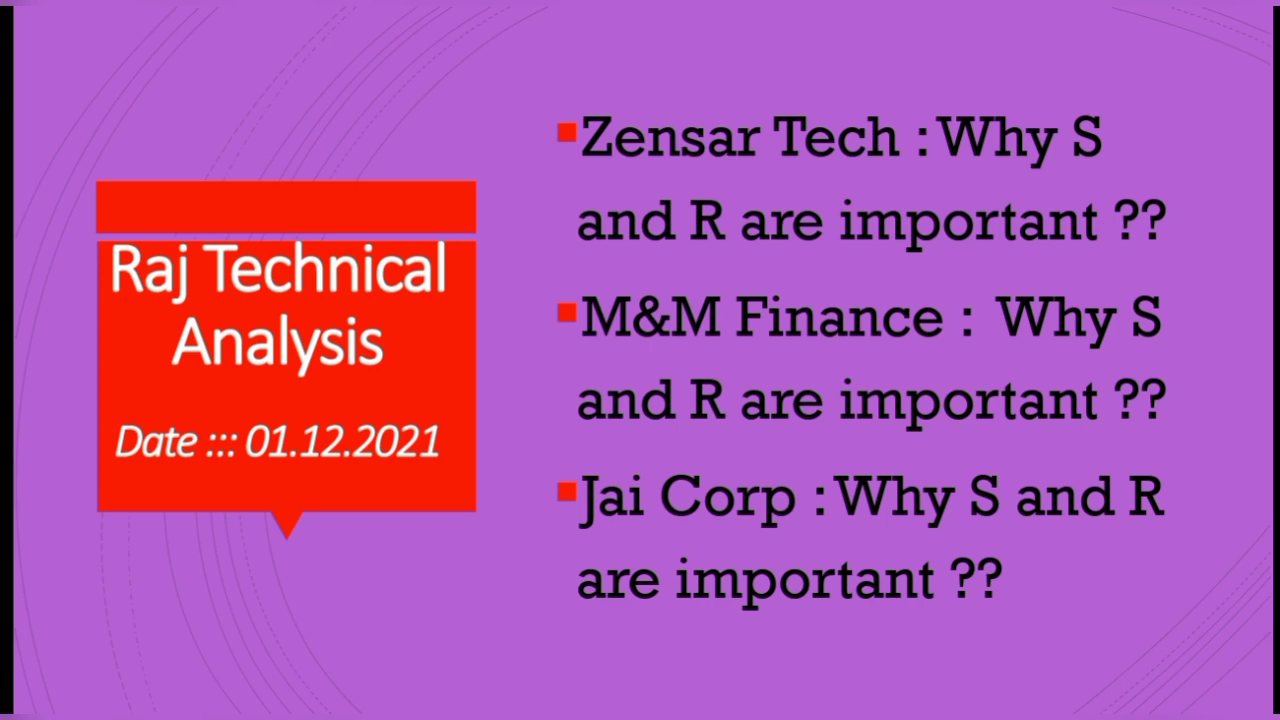 Raj Technical
Analysis
Date ::: 01.12.2021
Zensar Tech : Why S
and R are important ??
M&M Finance : Why S
and R are important ??
Jai Corp : Why S and R
are important ??